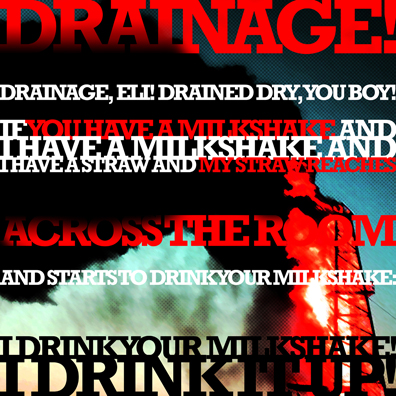 DRAINAGE!
DRAINAGE, ELI! DRAINED DRY, YOU BOY!
IF YOU HAVE A MILKSHAKE AND
I HAVE A MILKSHAKE AND
I HAVE A STRAW AND MY STRAW REACHES
ACROSS THE ROOM
AND STARTS TO DRINK YOUR MILKSHAKE:
I DRINK YOUR MILKSHAKE!
I DRINK IT UP!